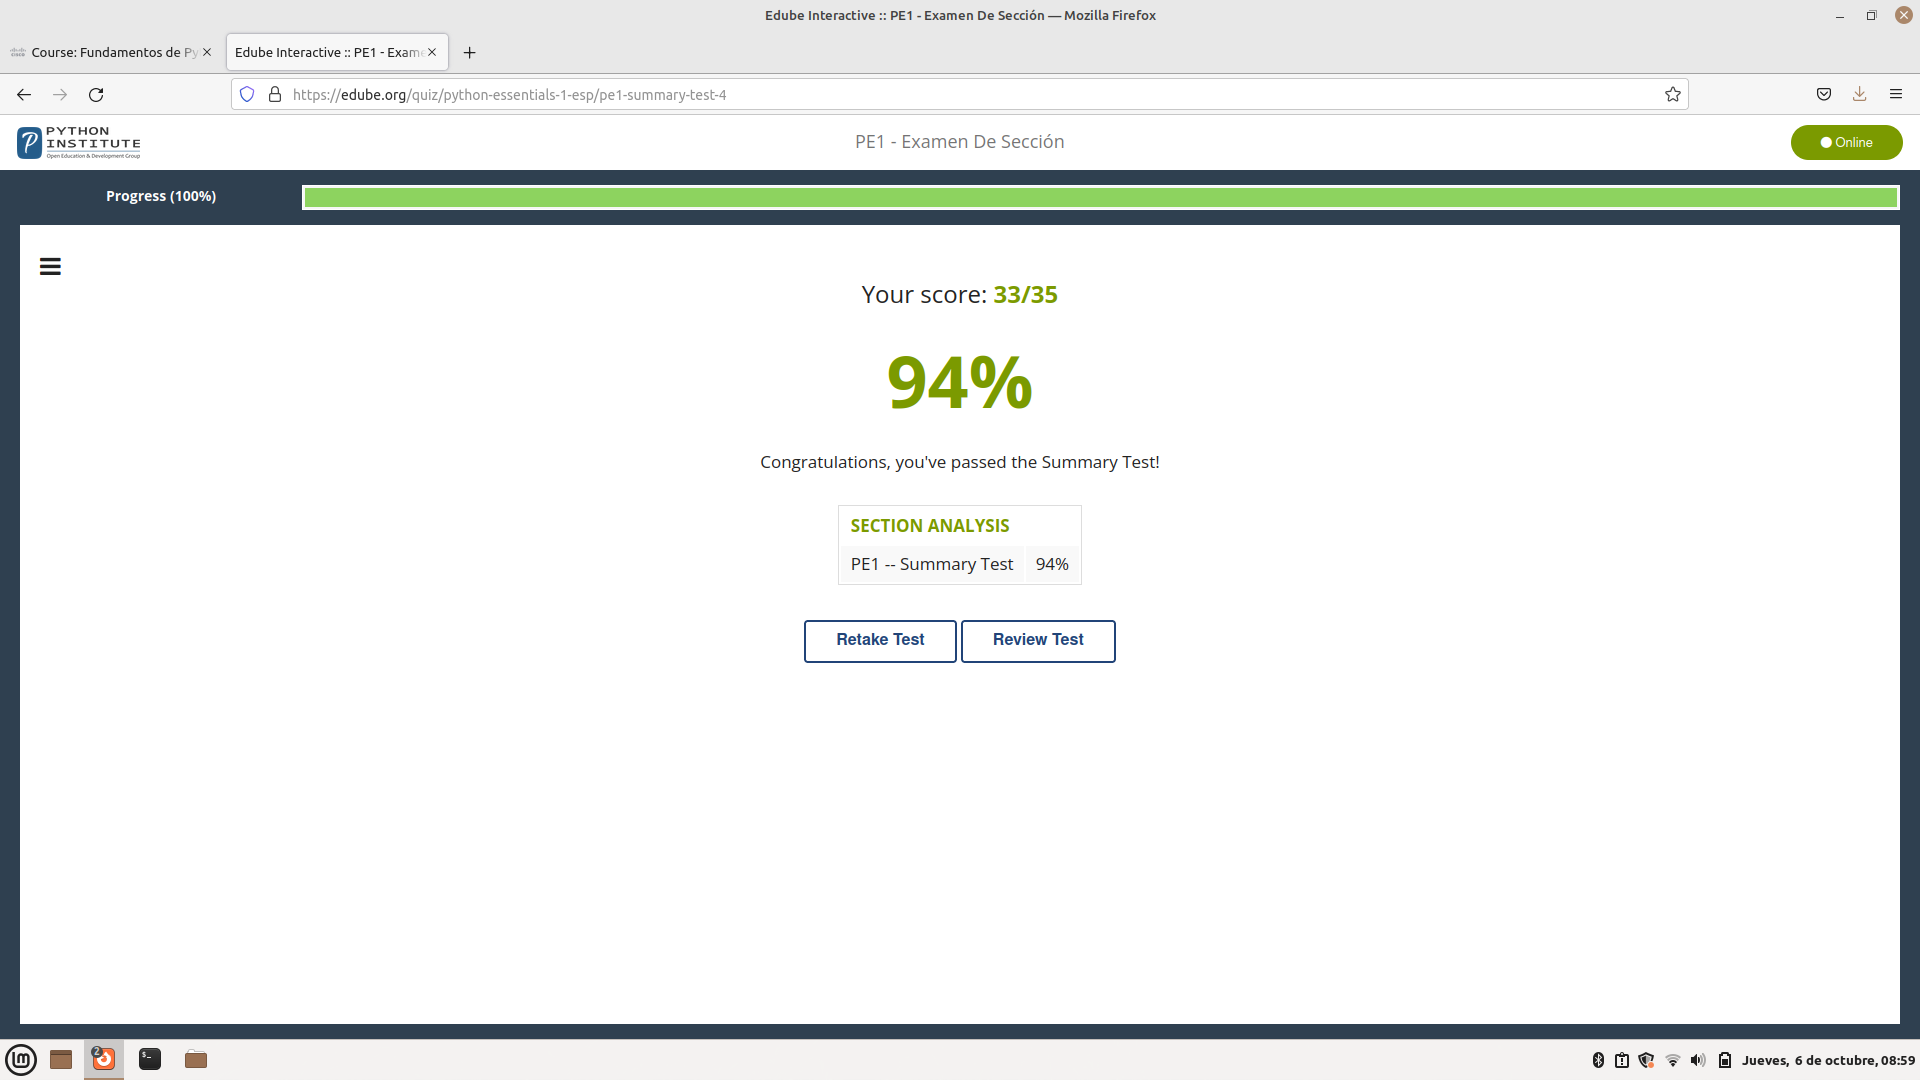 Edube Interactive :: PE1 - Examen De Sección — Mozilla Firefox
Course: Fundamentos de Py
Edube Interactive :: PE1 - Exame
https://edube.org/quiz/python-essentials-1-esp/pe1-summary-test-4
PYTHON
INSTITUTE
Open Education & Development Group
PE1 - Examen De Sección
Online
Progress (100%)
Your score: 33/35
94%
Congratulations, you've passed the Summary Test!
SECTION ANALYSIS
PE1 -- Summary Test 94%
Retake Test
Review Test
2
Jueves, 6 de octubre, 08:59